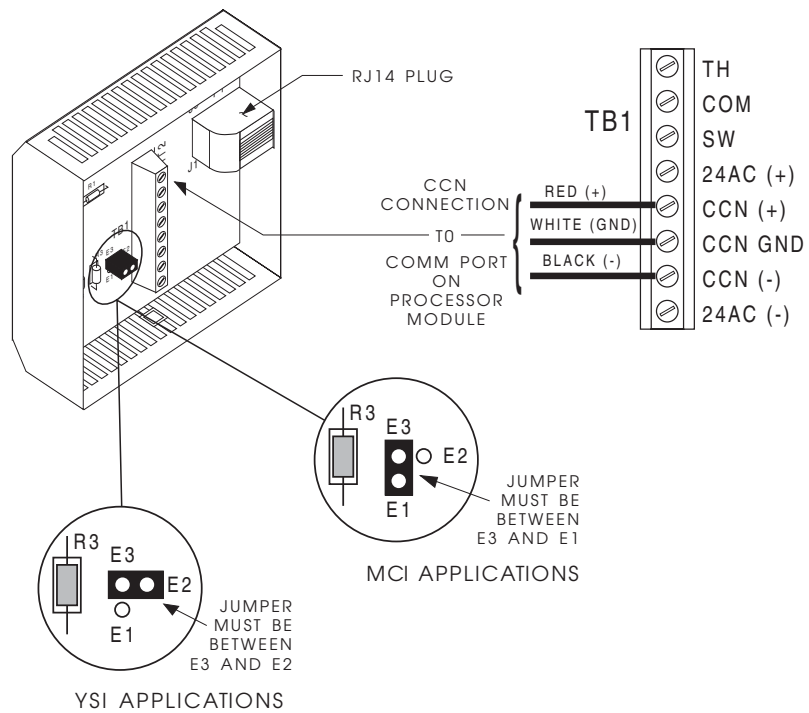 RJ14 PLUG
J1
R1
TB1
E3
CCN
CONNECTION
TO
COMM PORT
ON
PROCESSOR
MODULE
RED (+)
WHITE (GND)
BLACK (-)
TB1
TH
COM
SW
24AC (+)
CCN (+)
CCN GND
CCN (-)
24AC (-)
R3
E3
E2
E1
JUMPER
MUST BE
BETWEEN
E3 AND E1
MCI APPLICATIONS
R3
E3
E2
E1
JUMPER
MUST BE
BETWEEN
E3 AND E2
YSI APPLICATIONS